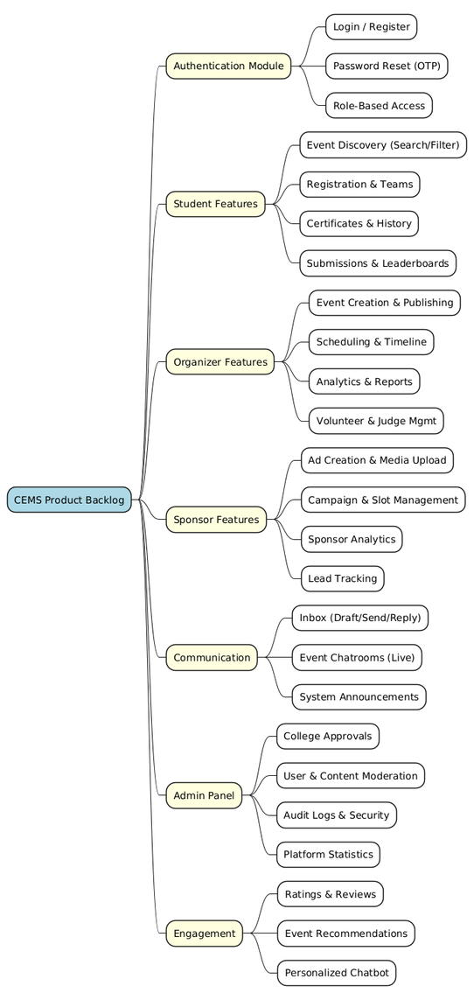 CEMS Product Backlog
Authentication Module
Login / Register
Password Reset (OTP)
Role-Based Access
Student Features
Event Discovery (Search/Filter)
Registration & Teams
Certificates & History
Submissions & Leaderboards
Organizer Features
Event Creation & Publishing
Scheduling & Timeline
Analytics & Reports
Volunteer & Judge Mgmt
Sponsor Features
Ad Creation & Media Upload
Campaign & Slot Management
Sponsor Analytics
Lead Tracking
Communication
Inbox (Draft/Send/Reply)
Event Chatrooms (Live)
System Announcements
Admin Panel
College Approvals
User & Content Moderation
Audit Logs & Security
Platform Statistics
Engagement
Ratings & Reviews
Event Recommendations
Personalized Chatbot